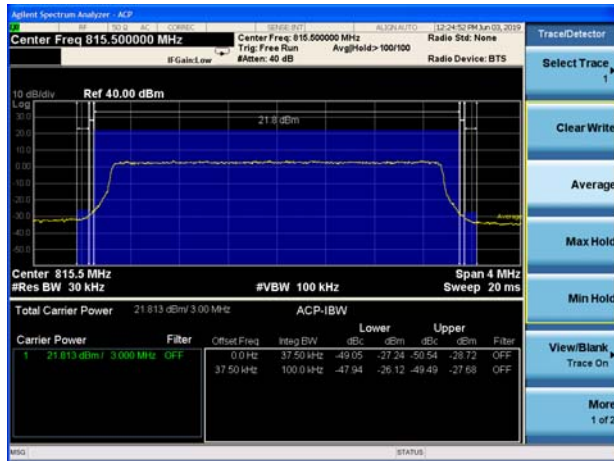 Agilent Spectrum Analyzer - ACP
RF 50 Ω AC CORREC SENSE:INT ALIGN AUTO 12:24:52 PM Jun 03, 2019
Center Freq 815.500000 MHz
Center Freq: 815.500000 MHz
Radio Std: None
Trig: Free Run Avg|Hold:> 100/100
IFGain:Low #Atten: 40 dB Radio Device: BTS
10 dB/div Ref 40.00 dBm
Log
30.0
20.0
10.0
0.00
-10.0
-20.0
-30.0
-40.0
-50.0
21.8 dBm
Average
Center 815.5 MHz Span 4 MHz
#Res BW 30 kHz #VBW 100 kHz Sweep 20 ms
Total Carrier Power 21.813 dBm/ 3.00 MHz ACP-IBW
Lower Upper
Carrier Power Filter Offset Freq Integ BW dBc dBm dBc dBm Filter
1 21.813 dBm / 3.000 MHz OFF 0.0 Hz 37.50 kHz -49.05 -27.24 -50.54 -28.72 OFF
37.50 kHz 100.0 kHz -47.94 -26.12 -49.49 -27.68 OFF
MSG STATUS
Trace/Detector
Select Trace
1
Clear Write
Average
Max Hold
Min Hold
View/Blank
Trace On
More
1 of 2